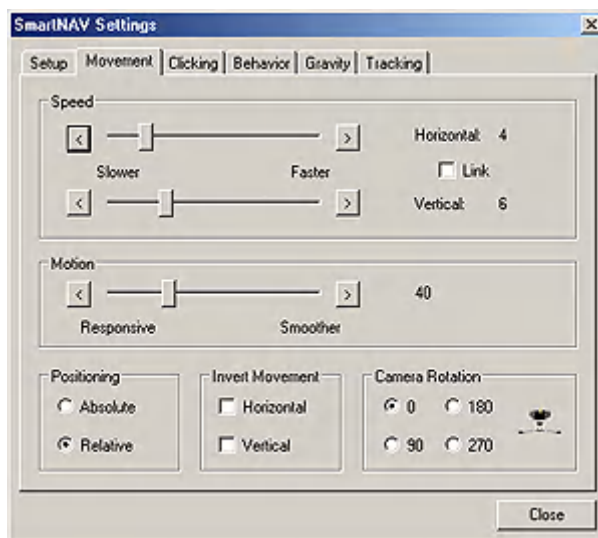 SmartNAV Settings
Setup Movement Clicking Behavior Gravity Tracking
Speed
< > Horizontal: 4
Slower Faster Link
< > Vertical: 6
Motion
< > 40
Responsive Smoother
Positioning Invert Movement Camera Rotation
Absolute Horizontal 0 180
Relative Vertical 90 270
Close